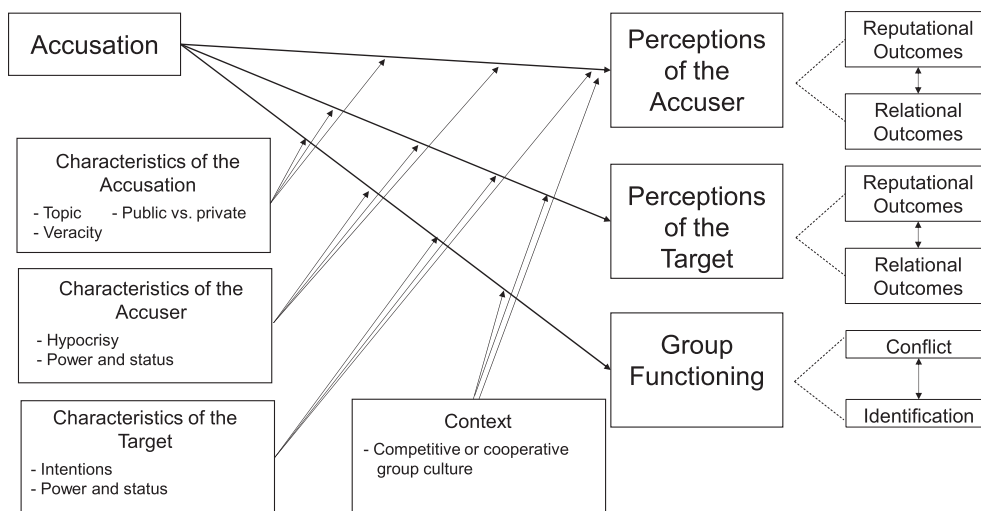 Accusation
Perceptions
of the
Accuser
Reputational
Outcomes
Relational
Outcomes
Characteristics of the
Accusation
- Topic - Public vs. private
- Veracity
Perceptions
of the
Target
Reputational
Outcomes
Relational
Outcomes
Characteristics of the
Accuser
- Hypocrisy
- Power and status
Group
Functioning
Conflict
Identification
Characteristics of the
Target
- Intentions
- Power and status
Context
- Competitive or cooperative
group culture